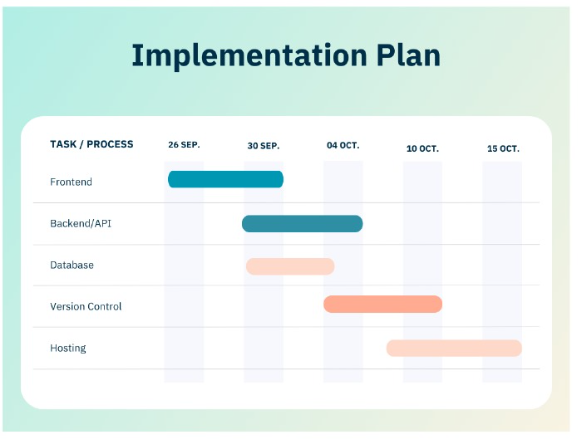 Implementation Plan
TASK / PROCESS 26 SEP. 30 SEP. 04 OCT. 10 OCT. 15 OCT.
Frontend
Backend/API
Database
Version Control
Hosting